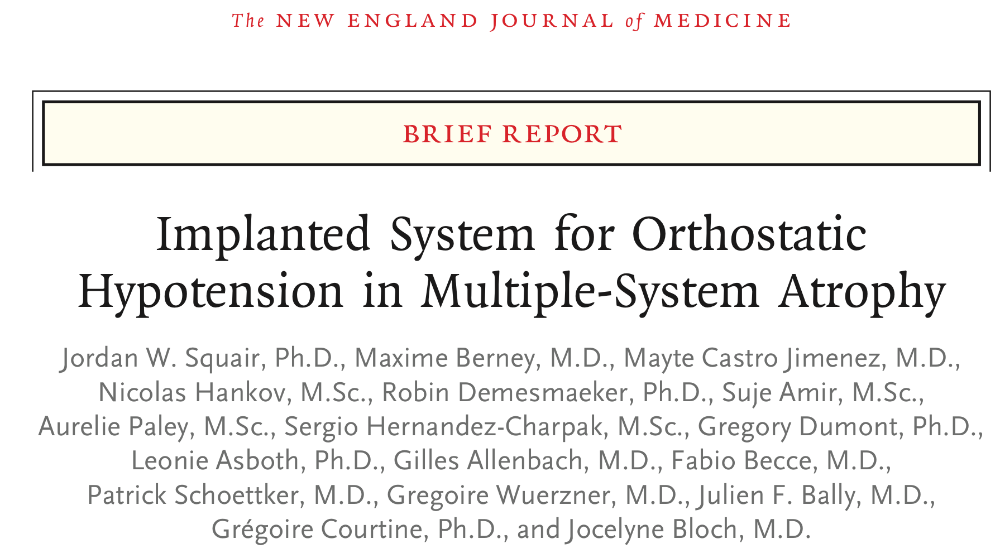 The NEW ENGLAND JOURNAL of MEDICINE
BRIEF REPORT
Implanted System for Orthostatic
Hypotension in Multiple-System Atrophy
Jordan W. Squair, Ph.D., Maxime Berney, M.D., Mayte Castro Jimenez, M.D.,
Nicolas Hankov, M.Sc., Robin Demesmaeker, Ph.D., Suje Amir, M.Sc.,
Aurelie Paley, M.Sc., Sergio Hernandez-Charpak, M.Sc., Gregory Dumont, Ph.D.,
Leonie Asboth, Ph.D., Gilles Allenbach, M.D., Fabio Becce, M.D.,
Patrick Schoettker, M.D., Gregoire Wuerzner, M.D., Julien F. Bally, M.D.,
Grégoire Courtine, Ph.D., and Jocelyne Bloch, M.D.